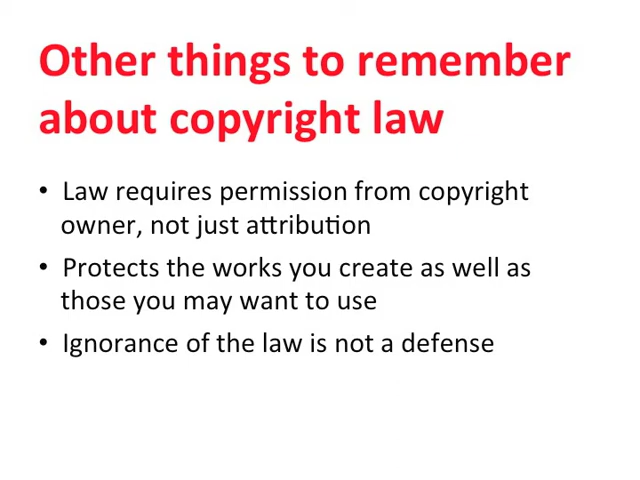 Other things to remember
about copyright law
• Law requires permission from copyright
owner, not just attribution
• Protects the works you create as well as
those you may want to use
• Ignorance of the law is not a defense